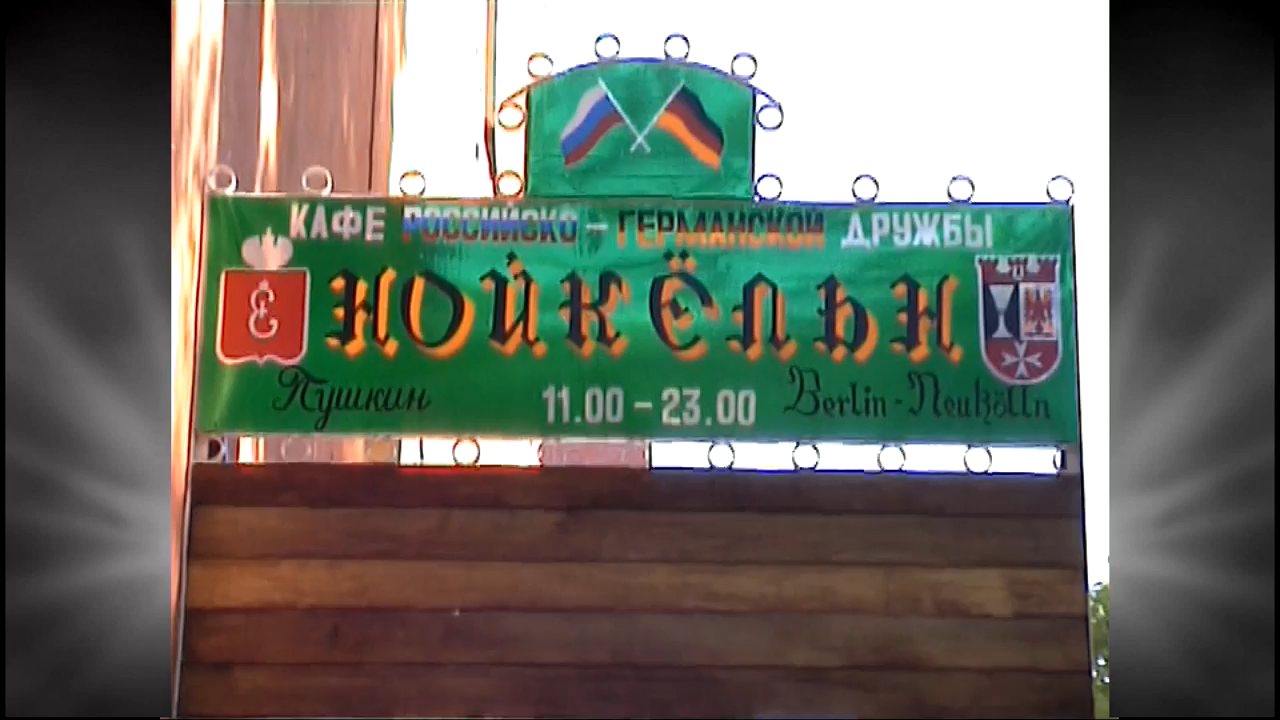 КАФЕ РОССИЙСКО – ГЕРМАНСКОЙ ДРУЖБЫ
НОЙКЁЛЬН
Пушкин 11.00 – 23.00 Berlin-Neukölln